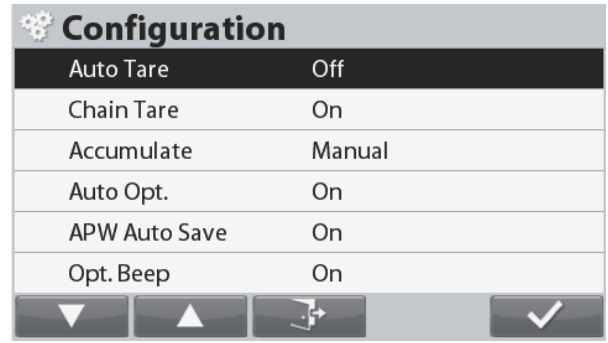 Configuration
Auto Tare Off
Chain Tare On
Accumulate Manual
Auto Opt. On
APW Auto Save On
Opt. Beep On